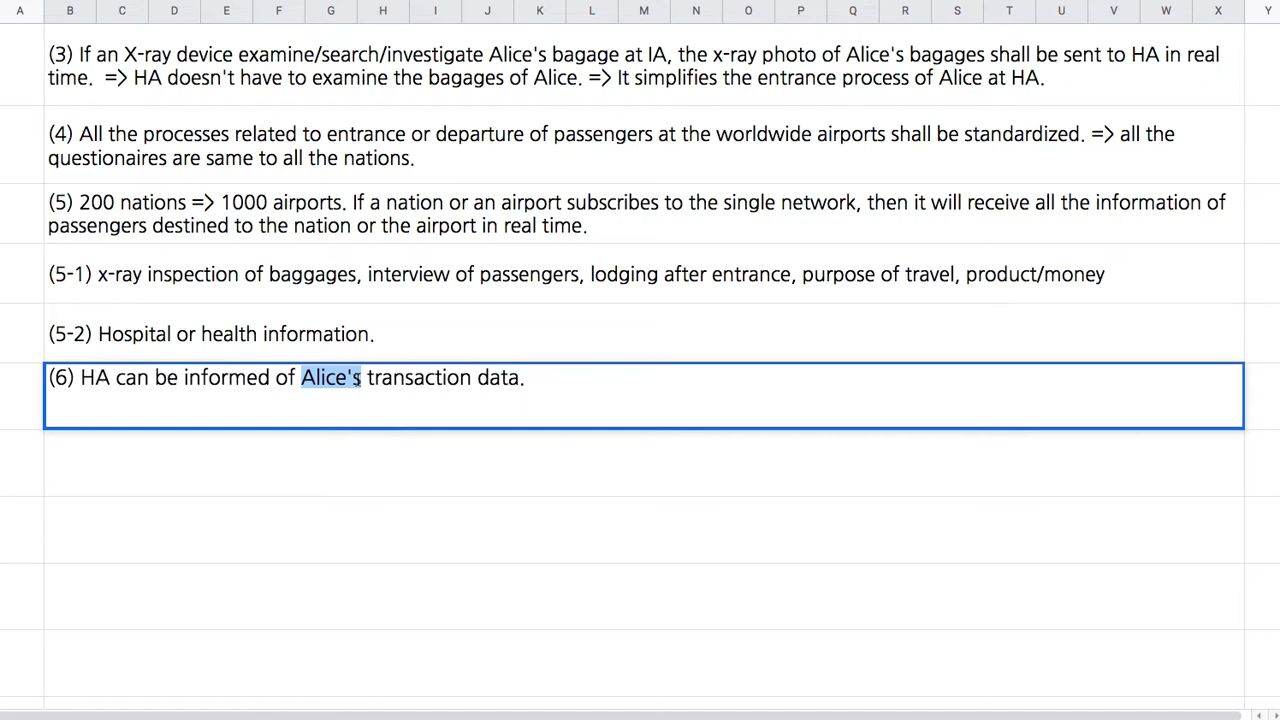 A B C D E F G H I J K L M N O P Q R S T U V W X Y
(3) If an X-ray device examine/search/investigate Alice's bagage at IA, the x-ray photo of Alice's bagages shall be sent to HA in real
time.  => HA doesn't have to examine the bagages of Alice. => It simplifies the entrance process of Alice at HA.
(4) All the processes related to entrance or departure of passengers at the worldwide airports shall be standardized. => all the
questionaires are same to all the nations.
(5) 200 nations => 1000 airports. If a nation or an airport subscribes to the single network, then it will receive all the information of
passengers destined to the nation or the airport in real time.
(5-1) x-ray inspection of baggages, interview of passengers, lodging after entrance, purpose of travel, product/money
(5-2) Hospital or health information.
(6) HA can be informed of Alice's transaction data.